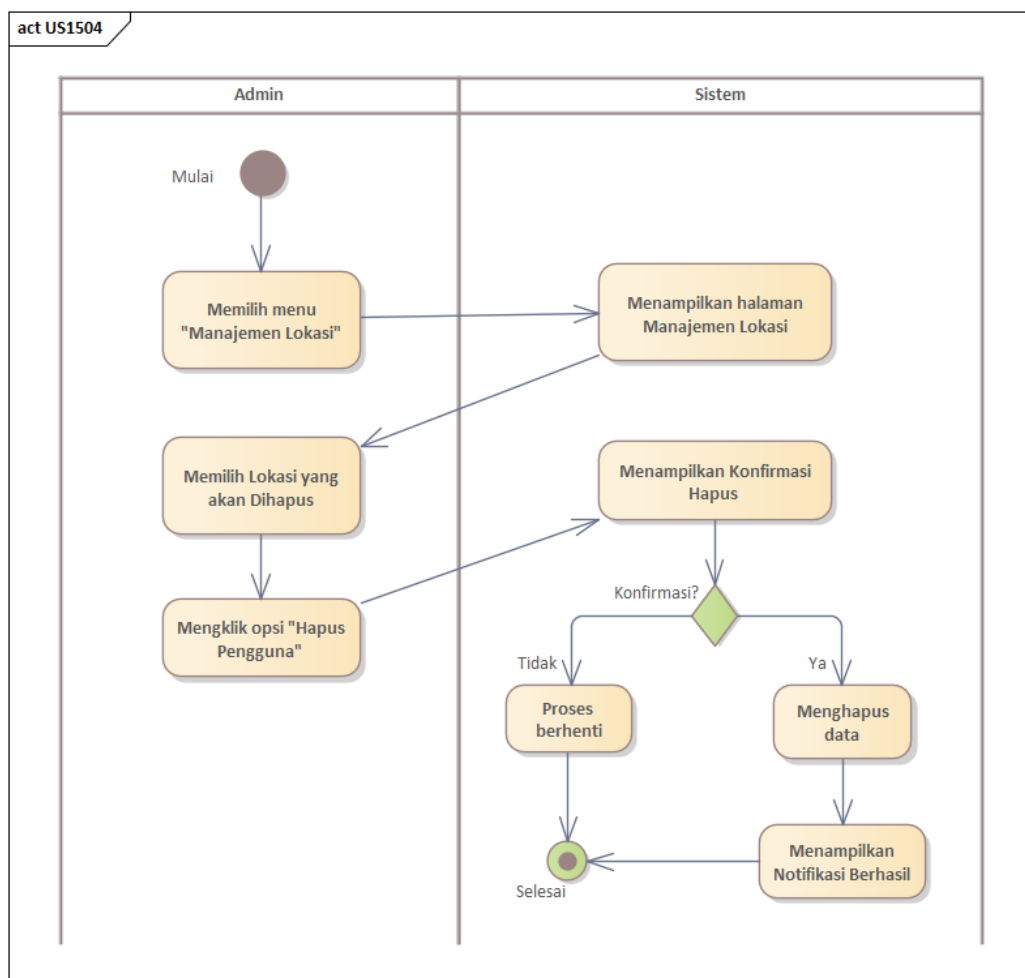 act US1504
Admin
Sistem
Mulai
Memilih menu
"Manajemen Lokasi"
Menampilkan halaman
Manajemen Lokasi
Memilih Lokasi yang
akan Dihapus
Menampilkan Konfirmasi
Hapus
Mengklik opsi "Hapus
Pengguna"
Konfirmasi?
Tidak
Ya
Proses
berhenti
Menghapus
data
Menampilkan
Notifikasi Berhasil
Selesai